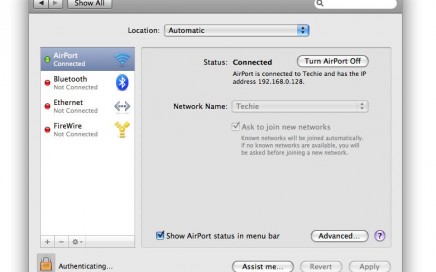 Show All
Location: Automatic
AirPort
Connected
Bluetooth
Not Connected
Ethernet
Not Connected
FireWire
Not Connected
Status: Connected Turn AirPort Off
AirPort is connected to Techie and has the IP
address 192.168.0.128.
Network Name: Techie
Ask to join new networks
Known networks will be joined automatically.
If no known networks are available, you will
be asked before joining a new network.
Show AirPort status in menu bar Advanced... ?
Authenticating... Assist me... Revert Apply